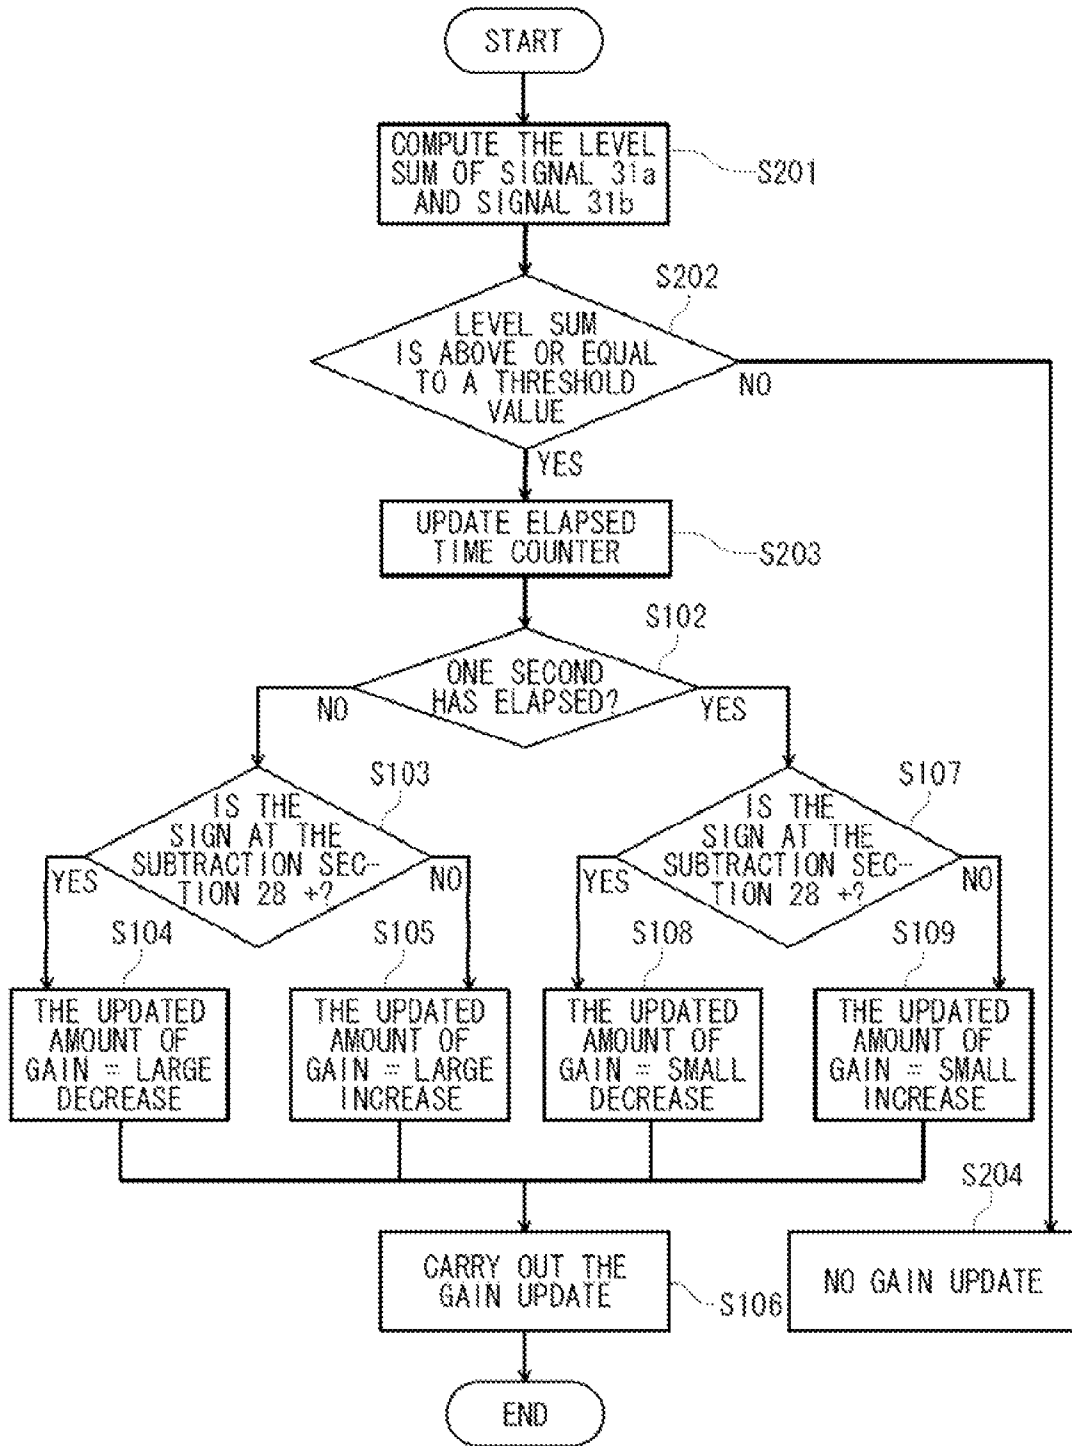 START
COMPUTE THE LEVEL
SUM OF SIGNAL 31a
AND SIGNAL 31b
S201
S202
LEVEL SUM
IS ABOVE OR EQUAL
TO A THRESHOLD
VALUE
NO
YES
UPDATE ELAPSED
TIME COUNTER
S203
S102
ONE SECOND
HAS ELAPSED?
NO
YES
S103
IS THE
SIGN AT THE
SUBTRACTION SEC-
TION 28 +?
YES
NO
S107
IS THE
SIGN AT THE
SUBTRACTION SEC-
TION 28 +?
YES
NO
S104
THE UPDATED
AMOUNT OF
GAIN = LARGE
DECREASE
S105
THE UPDATED
AMOUNT OF
GAIN = LARGE
INCREASE
S108
THE UPDATED
AMOUNT OF
GAIN = SMALL
DECREASE
S109
THE UPDATED
AMOUNT OF
GAIN = SMALL
INCREASE
S204
CARRY OUT THE
GAIN UPDATE
S106
NO GAIN UPDATE
END